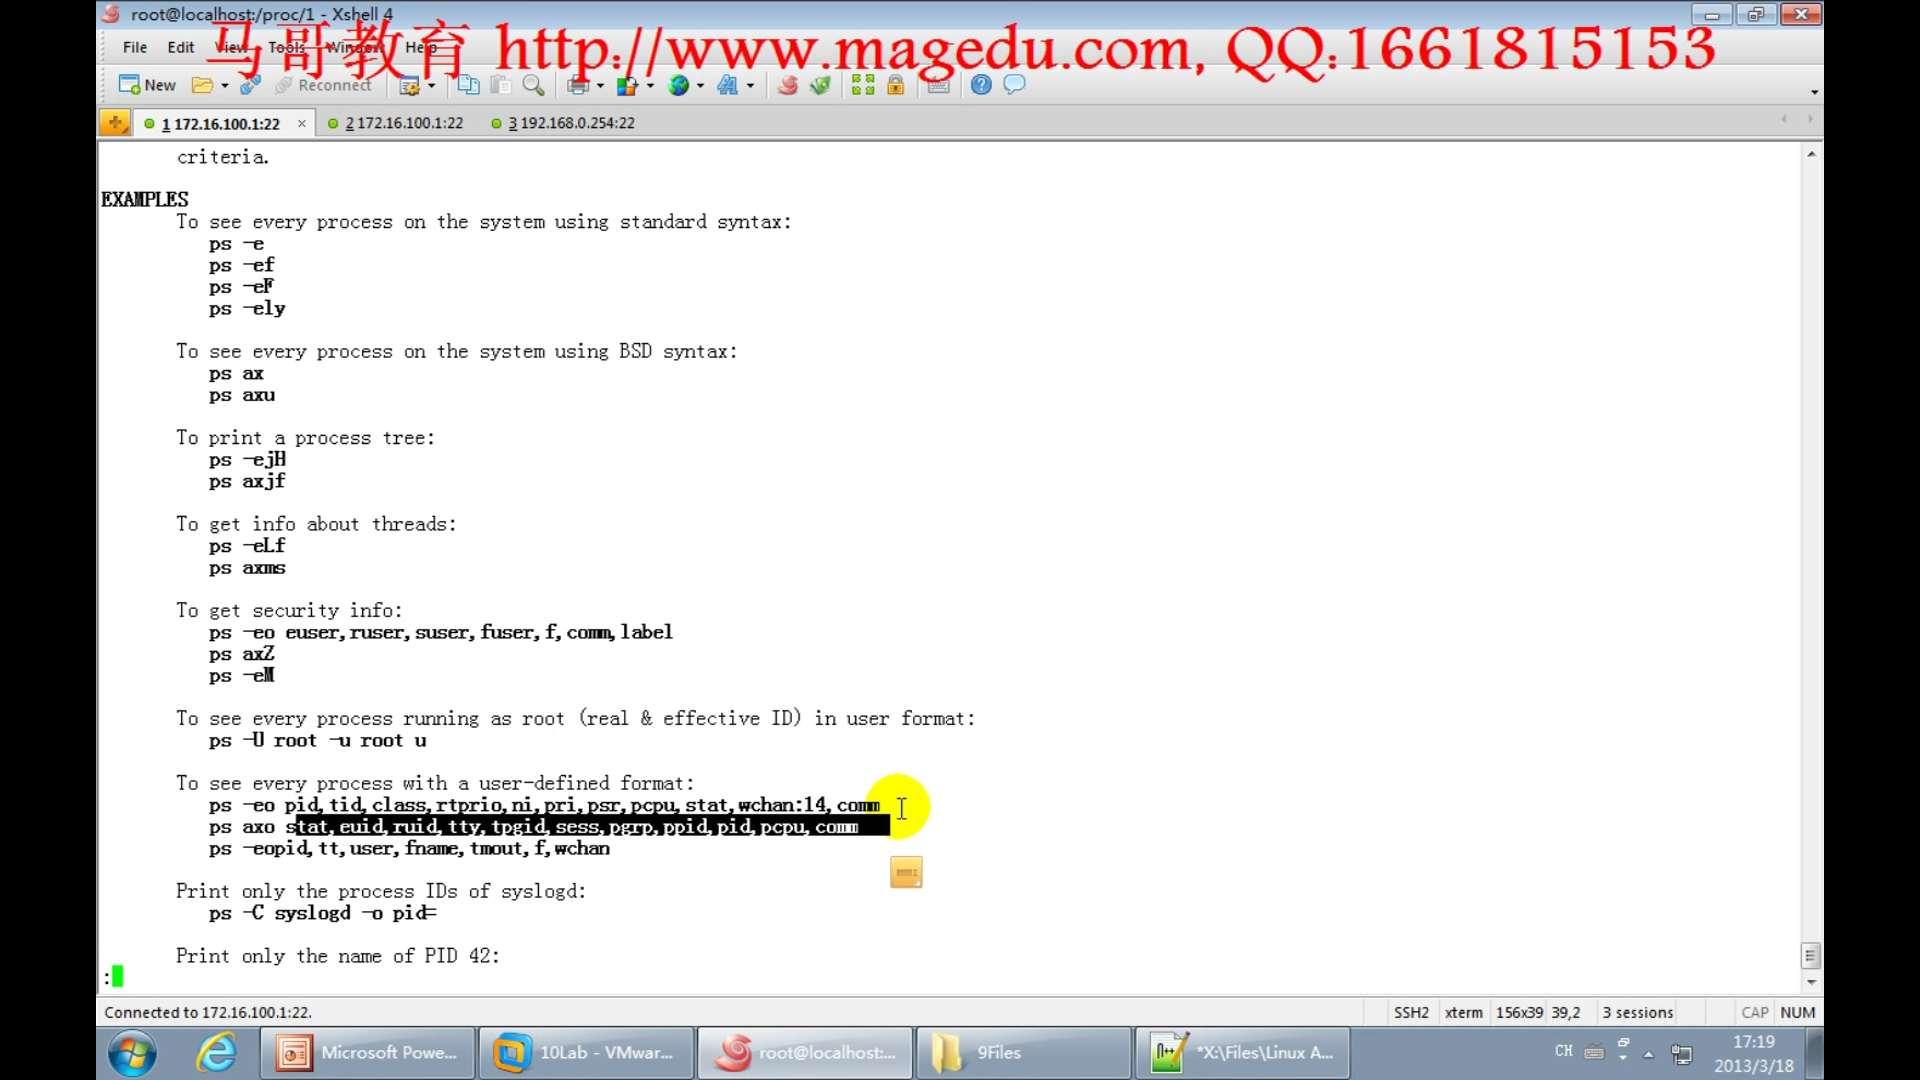 root@localhost:/proc/1 - Xshell 4
马哥教育 http://www.magedu.com, QQ:1661815153
File Edit View Tools Window Help
New Reconnect
1 172.16.100.1:22 × 2 172.16.100.1:22 3 192.168.0.254:22
criteria.
EXAMPLES
To see every process on the system using standard syntax:
ps -e
ps -ef
ps -eF
ps -ely
To see every process on the system using BSD syntax:
ps ax
ps axu
To print a process tree:
ps -ejH
ps axjf
To get info about threads:
ps -eLf
ps axms
To get security info:
ps -eo euser,ruser,suser,fuser,f,comm,label
ps axZ
ps -eM
To see every process running as root (real & effective ID) in user format:
ps -U root -u root u
To see every process with a user-defined format:
ps -eo pid,tid,class,rtprio,ni,pri,psr,pcpu,stat,wchan:14,comm
ps axo stat,euid,ruid,tty,tpgid,sess,pgrp,ppid,pid,pcpu,comm
ps -eopid,tt,user,fname,tmout,f,wchan
Print only the process IDs of syslogd:
ps -C syslogd -o pid=
Print only the name of PID 42:
:
Connected to 172.16.100.1:22. SSH2 xterm 156x39 39,2 3 sessions CAP NUM
Microsoft Powe... 10Lab - VMwar... root@localhost:... 9Files *X:\Files\Linux A... CH 17:19
2013/3/18